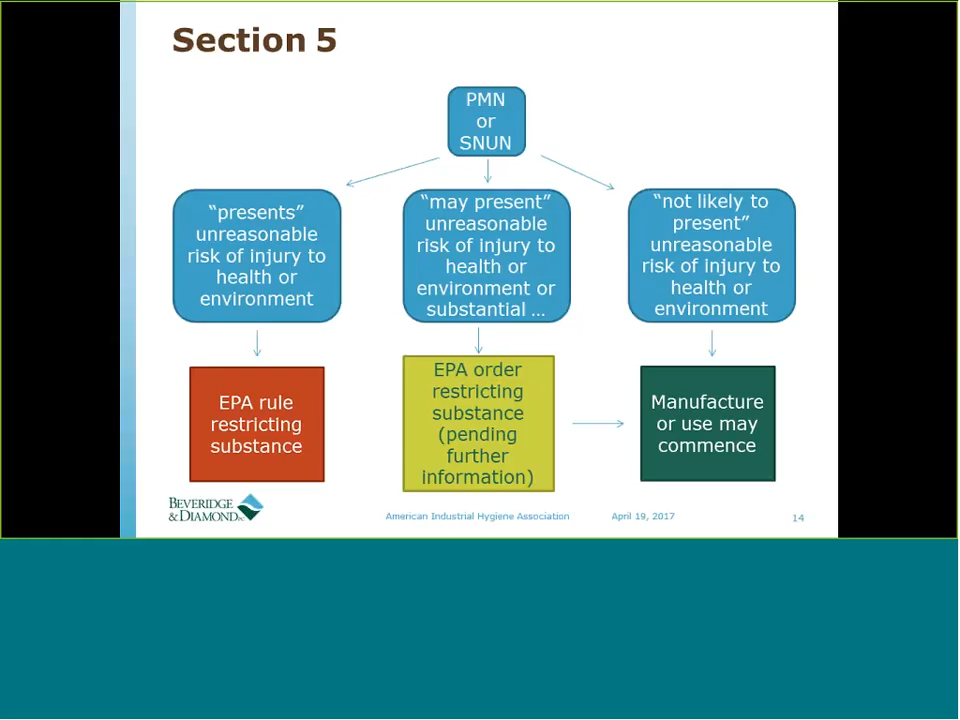 Section 5
PMN
or
SNUN
“presents”
unreasonable
risk of injury to
health or
environment
“may present”
unreasonable
risk of injury to
health or
environment or
substantial …
“not likely to
present”
unreasonable
risk of injury to
health or
environment
EPA rule
restricting
substance
EPA order
restricting
substance
(pending
further
information)
Manufacture
or use may
commence
BEVERIDGE
& DIAMOND PC
American Industrial Hygiene Association
April 19, 2017
14